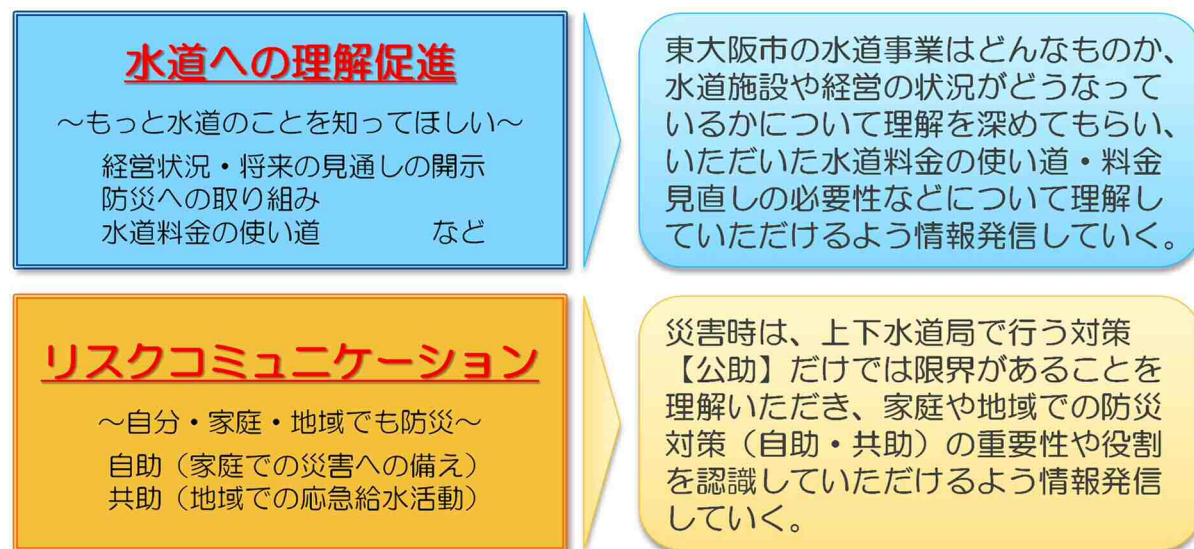 水道への理解促進
～もっと水道のことを知ってほしい～
経営状況・将来の見通しの開示
防災への取り組み
水道料金の使い道　　　　など
東大阪市の水道事業はどんなものか、
水道施設や経営の状況がどうなって
いるかについて理解を深めてもらい、
いただいた水道料金の使い道・料金
見直しの必要性などについて理解し
ていただけるよう情報発信していく。
リスクコミュニケーション
～自分・家庭・地域でも防災～
自助（家庭での災害への備え）
共助（地域での応急給水活動）
災害時は、上下水道局で行う対策
【公助】だけでは限界があることを
理解いただき、家庭や地域での防災
対策（自助・共助）の重要性や役割
を認識していただけるよう情報発信
していく。